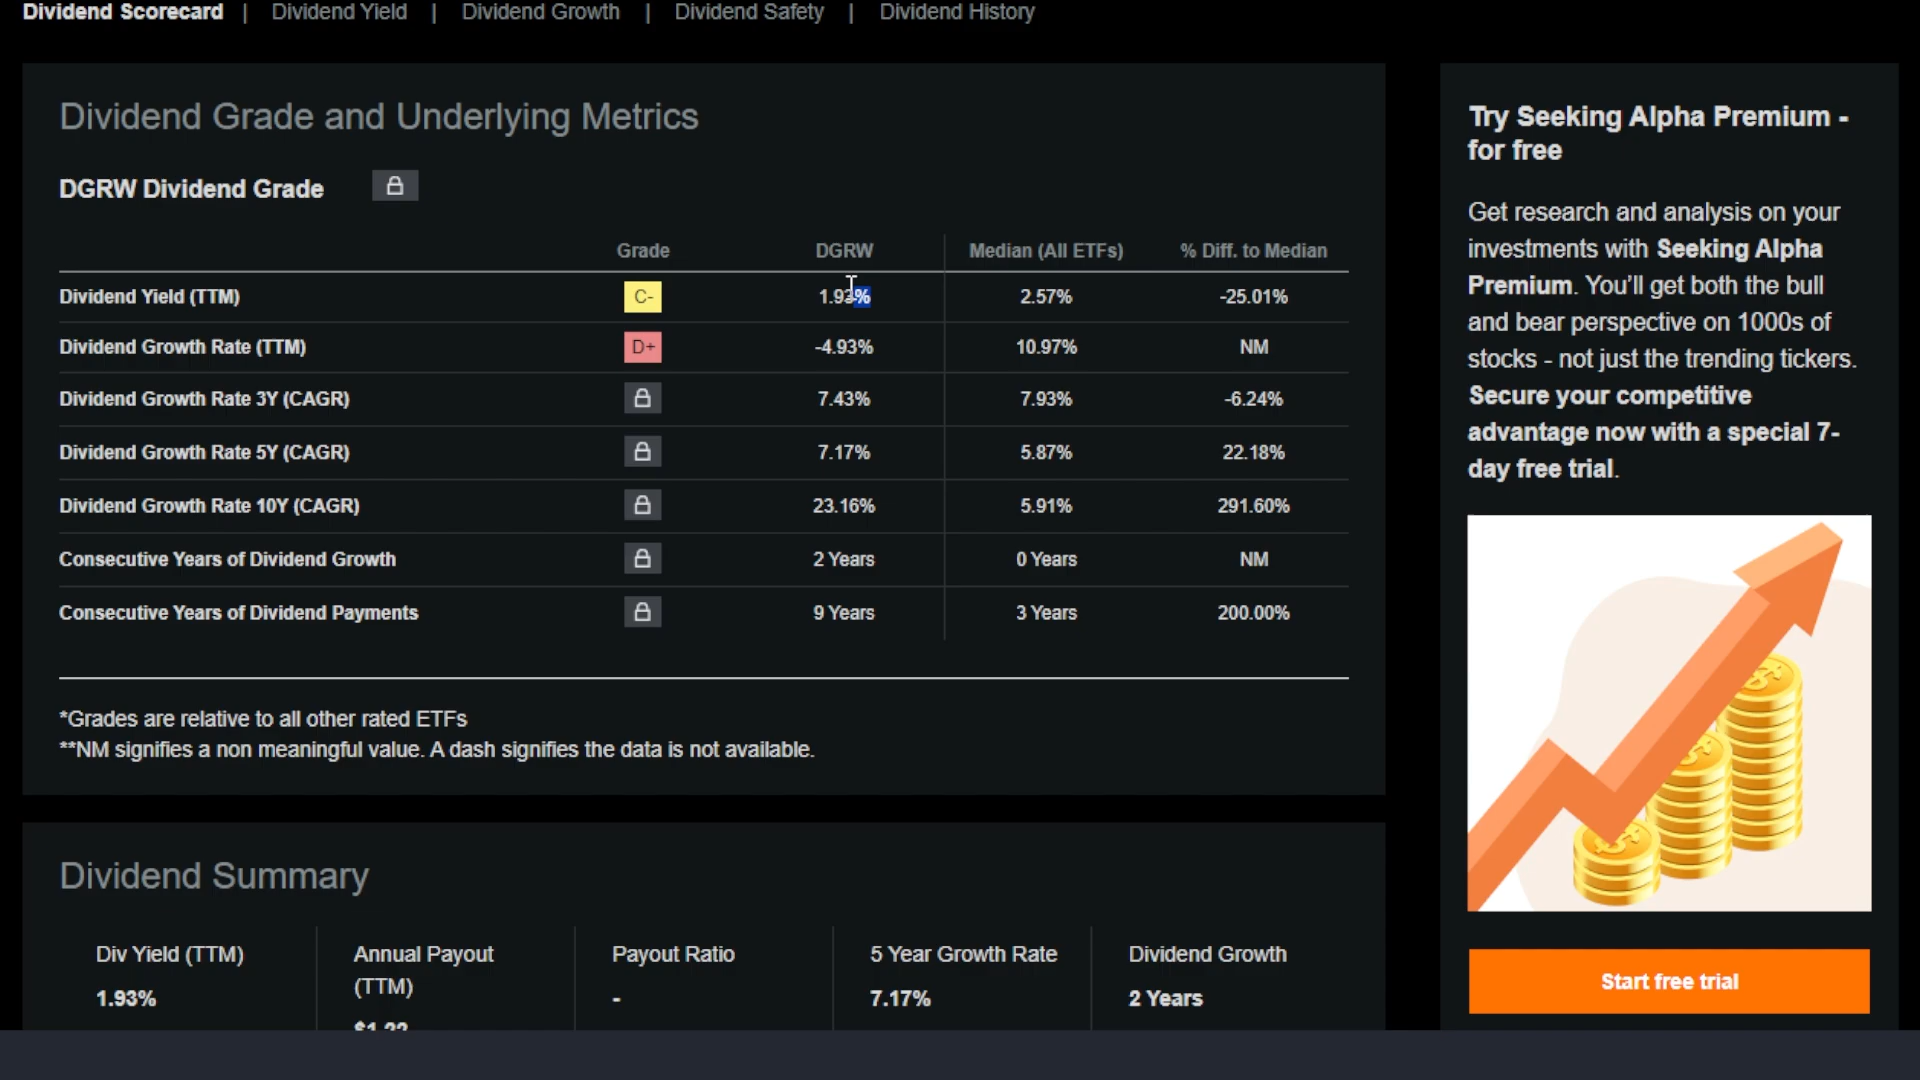 Dividend Scorecard | Dividend Yield | Dividend Growth | Dividend Safety | Dividend History
Dividend Grade and Underlying Metrics
DGRW Dividend Grade
Grade DGRW Median (All ETFs) % Diff. to Median
Dividend Yield (TTM) C- 1.93% 2.57% -25.01%
Dividend Growth Rate (TTM) D+ -4.93% 10.97% NM
Dividend Growth Rate 3Y (CAGR) 7.43% 7.93% -6.24%
Dividend Growth Rate 5Y (CAGR) 7.17% 5.87% 22.18%
Dividend Growth Rate 10Y (CAGR) 23.16% 5.91% 291.60%
Consecutive Years of Dividend Growth 2 Years 0 Years NM
Consecutive Years of Dividend Payments 9 Years 3 Years 200.00%
*Grades are relative to all other rated ETFs
**NM signifies a non meaningful value. A dash signifies the data is not available.
Dividend Summary
Div Yield (TTM)
1.93%
Annual Payout
(TTM)
$1.22
Payout Ratio
-
5 Year Growth Rate
7.17%
Dividend Growth
2 Years
Try Seeking Alpha Premium -
for free
Get research and analysis on your
investments with Seeking Alpha
Premium. You'll get both the bull
and bear perspective on 1000s of
stocks - not just the trending tickers.
Secure your competitive
advantage now with a special 7-
day free trial.
Start free trial